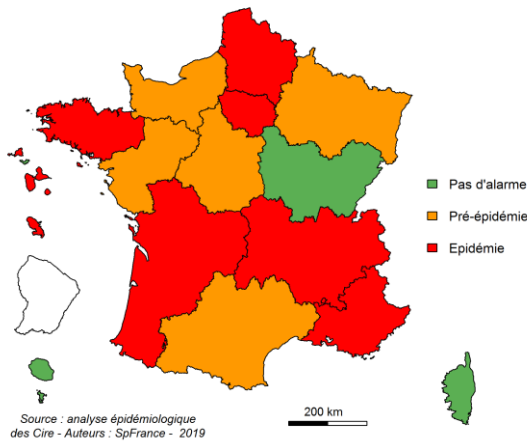 Pas d'alarme
Pré-épidémie
Epidémie
200 km
Source : analyse épidémiologique
des Cire - Auteurs : SpFrance - 2019